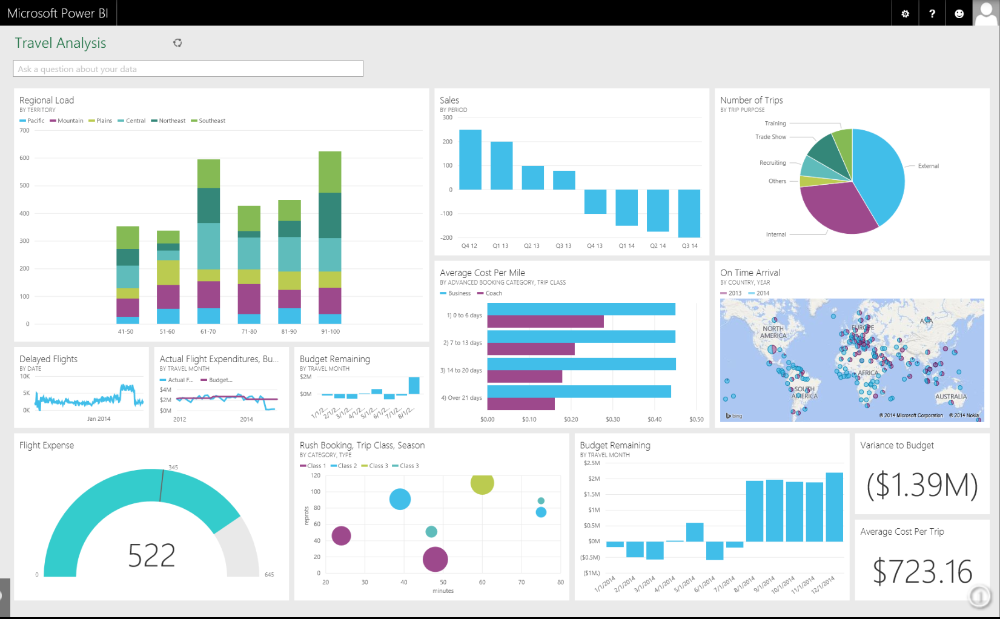 Microsoft Power BI
?
Travel Analysis
Ask a question about your data
Regional Load
BY TERRITORY
Pacific Mountain Plains Central Northeast Southeast
700
600
500
400
300
200
100
0
41-50 51-60 61-70 71-80 81-90 91-100
Sales
BY PERIOD
300
200
100
0
-100
-200
Q4 12 Q1 13 Q2 13 Q3 13 Q4 13 Q1 14 Q2 14 Q3 14
Number of Trips
BY TRIP PURPOSE
Training
Trade Show
Recruiting
Others
External
Internal
Average Cost Per Mile
BY ADVANCED BOOKING CATEGORY, TRIP CLASS
Business Coach
1) 0 to 6 days
2) 7 to 13 days
3) 14 to 20 days
4) Over 21 days
$0.00 $0.10 $0.20 $0.30 $0.40 $0.50
On Time Arrival
BY COUNTRY, YEAR
2013 2014
NORTH
AMERICA
EUROPE
ASIA
AFRICA
SOUTH
AMERICA
AUSTRALIA
bing
© 2014 Microsoft Corporation © 2014 Nokia
Delayed Flights
BY DATE
10K
5K
0K
Jan 2014
Actual Flight Expenditures, Bu...
BY TRAVEL MONTH
Actual F... Budget...
$4M
$2M
$0M
2012 2014
Budget Remaining
BY TRAVEL MONTH
$2M
$0M
1/1/2... 2/1/2... 3/1/2... 4/1/2... 5/1/2... 6/1/2... 7/1/2... 8/1/2...
Flight Expense
345
522
0
645
Rush Booking, Trip Class, Season
BY CATEGORY, TYPE
Class 1 Class 2 Class 3 Class 3
reprots
120
100
80
60
40
20
0
20 30 40 50 60 70 80
minutes
Budget Remaining
BY TRAVEL MONTH
$2.5M
$2M
$1.5M
$1M
$0.5M
$0M
($0.5M)
($1M.)
1/1/2014 2/1/2014 3/1/2014 4/1/2014 5/1/2014 6/1/2014 7/1/2014 8/1/2014 9/1/2014 10/1/2014 11/1/2014 12/1/2014
Variance to Budget
($1.39M)
Average Cost Per Trip
$723.16